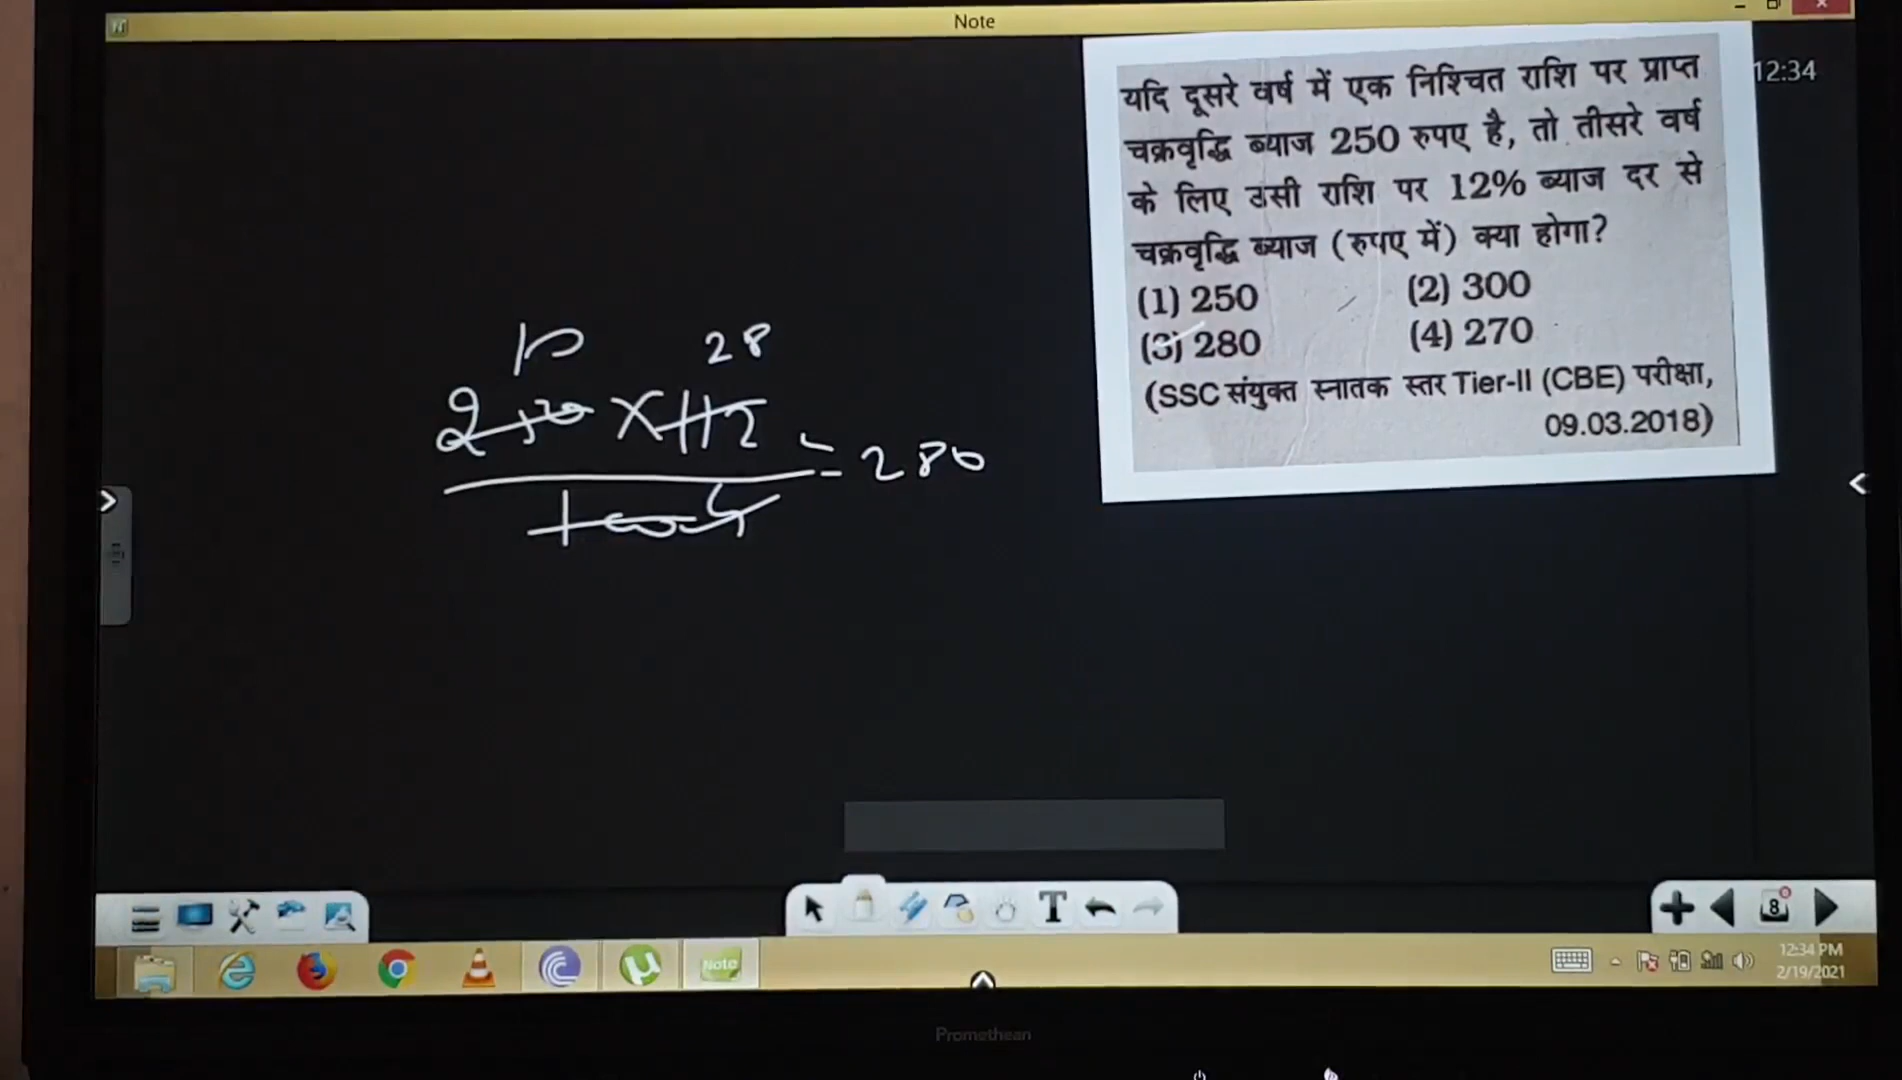 Note
12:34
यदि दूसरे वर्ष में एक निश्चित राशि पर प्राप्त
चक्रवृद्धि ब्याज 250 रुपए है, तो तीसरे वर्ष
के लिए उसी राशि पर 12% ब्याज दर से
चक्रवृद्धि ब्याज (रुपए में) क्या होगा?
(1) 250 (2) 300
(3) 280 (4) 270
(SSC संयुक्त स्नातक स्तर Tier-II (CBE) परीक्षा,
09.03.2018)
10 28
250 X 112
= 280
100
T
8
Note
12:34 PM
2/19/2021
Promethean